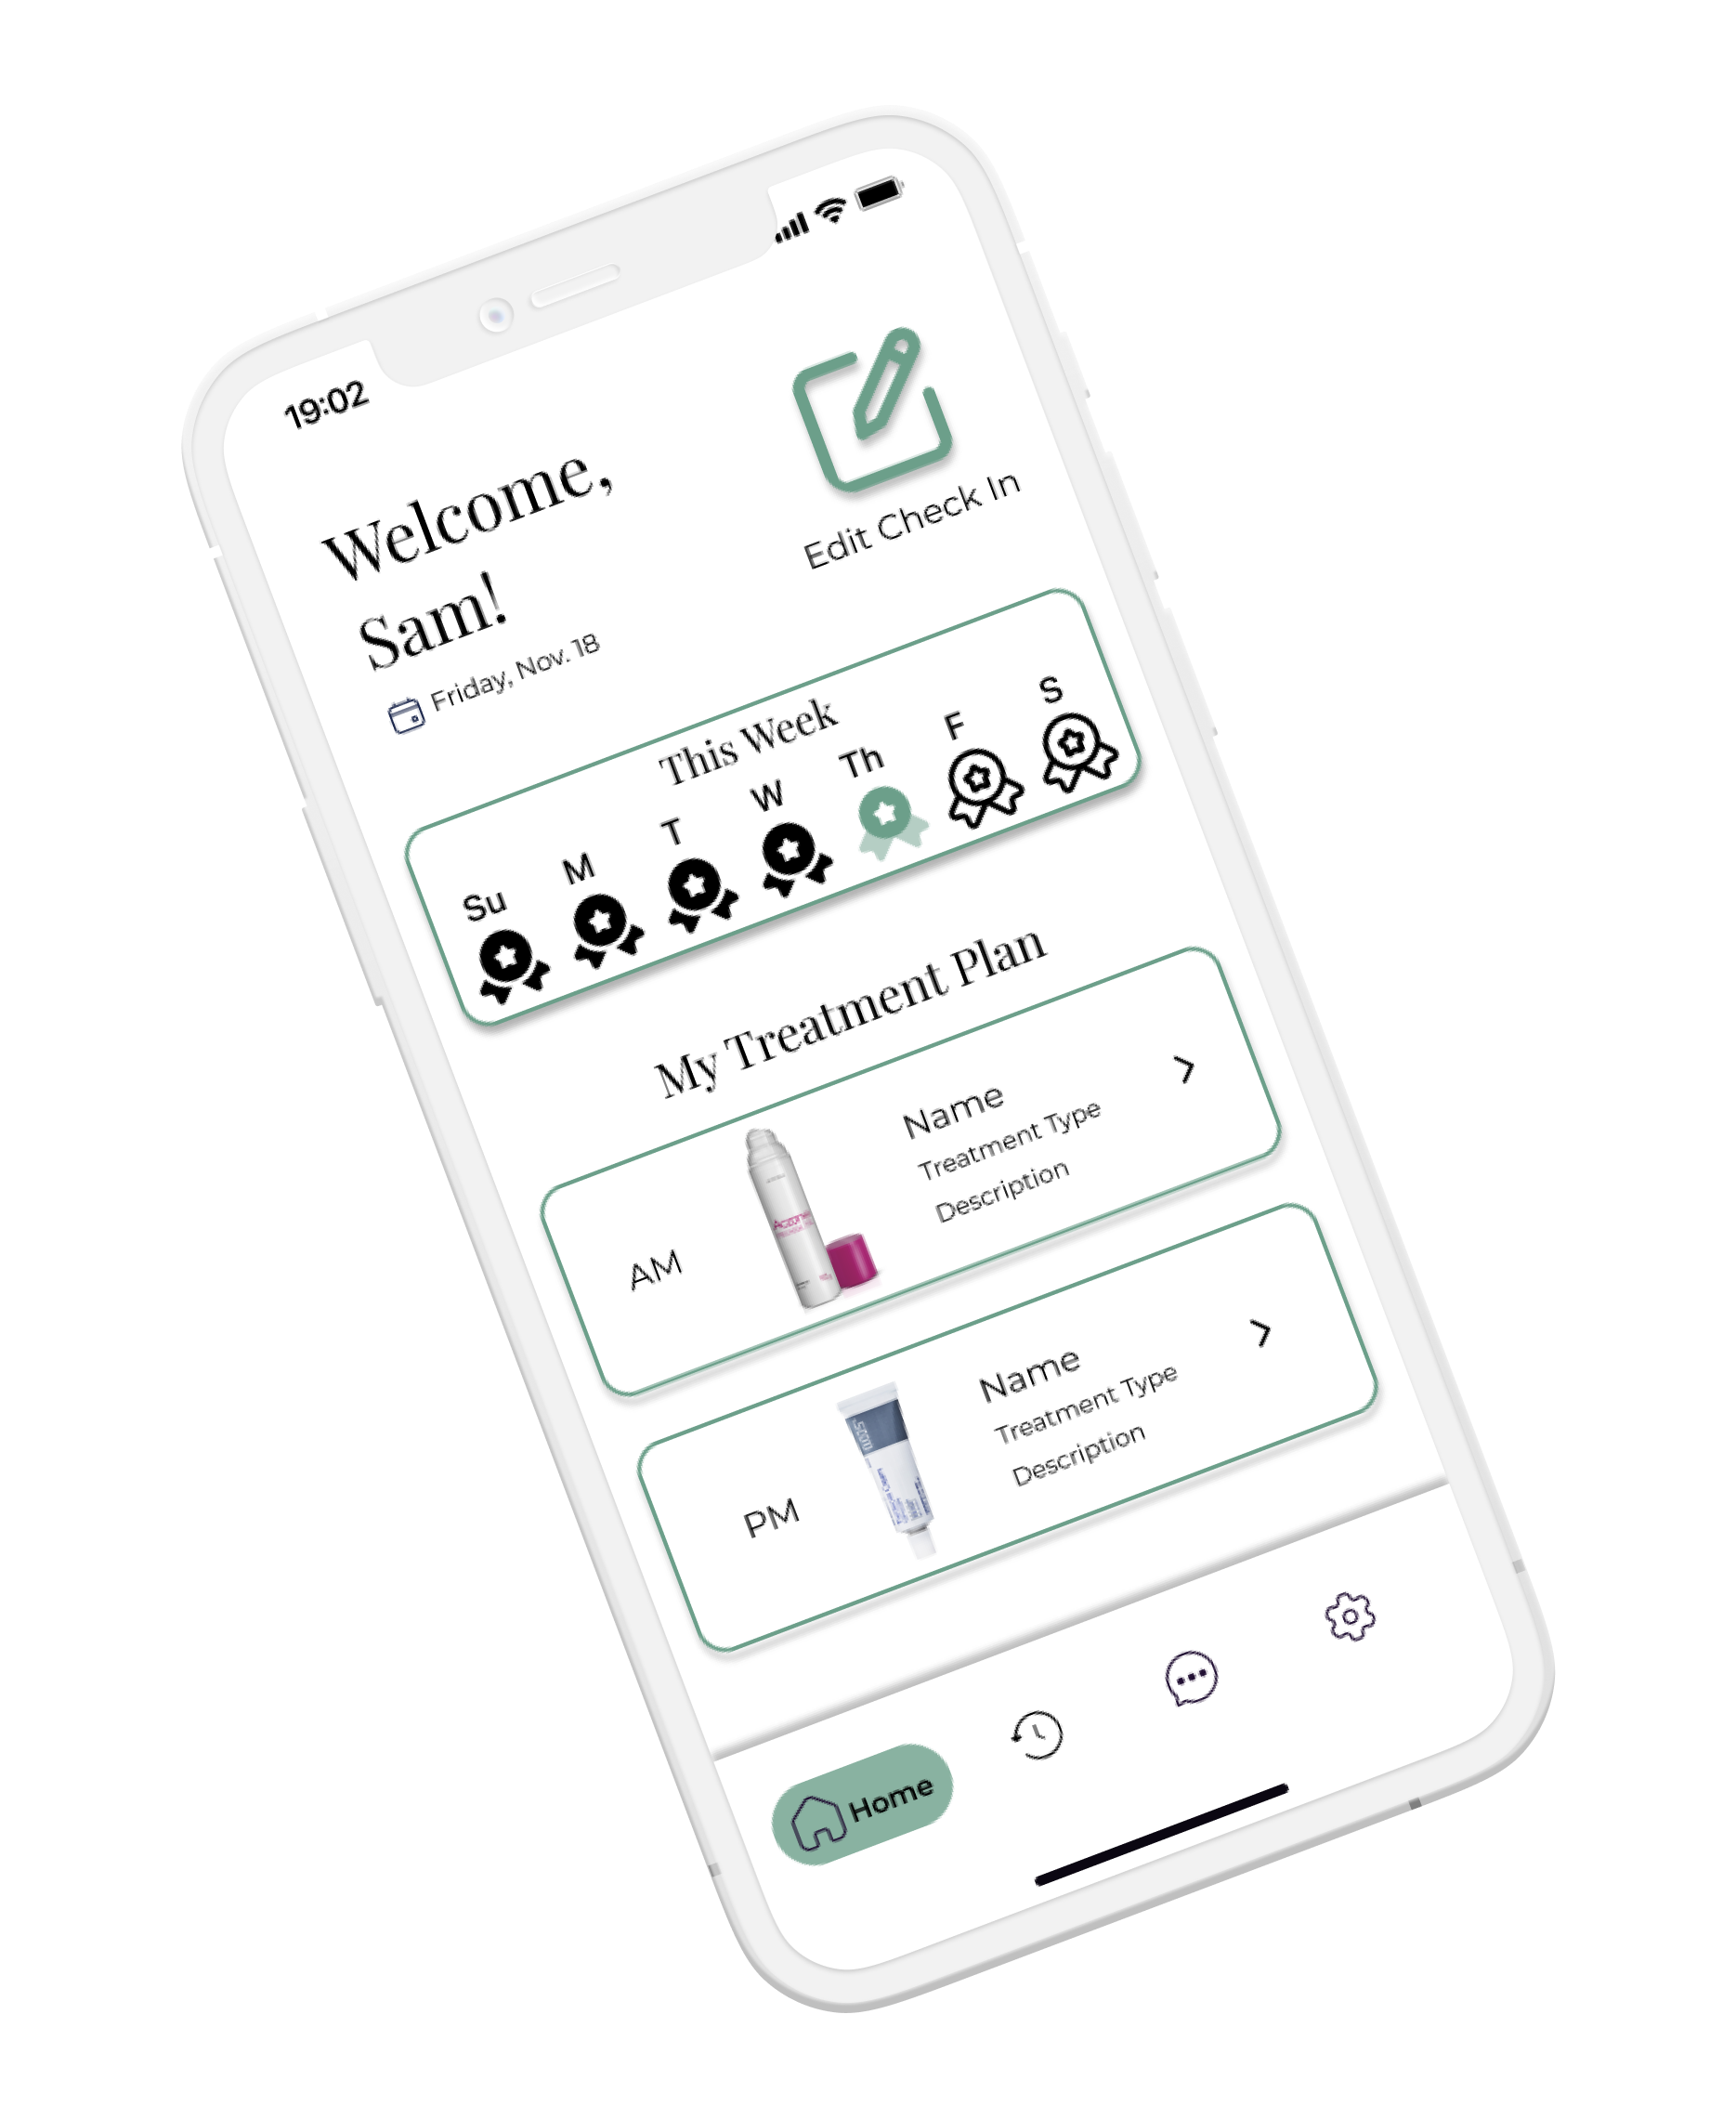 19:02
Welcome,
Sam!
Edit Check In
Friday, Nov. 18
This Week
Su M T W Th F S
My Treatment Plan
AM
Name
Treatment Type
Description
PM
Name
Treatment Type
Description
Home